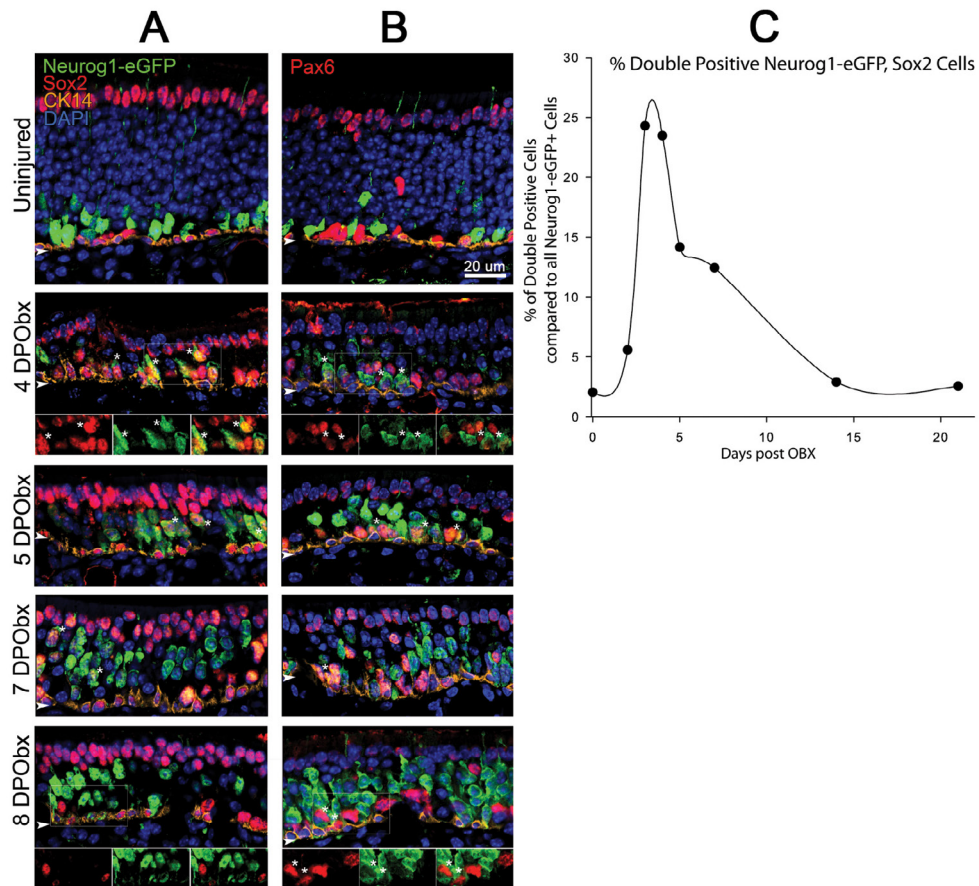 A
B
C
Neurog1-eGFP
Sox2
CK14
DAPI
Pax6
20 um
Uninjured
4 DPObx
* * *
* * *
* * * * * *
* * * * * *
5 DPObx
* * *
* * *
7 DPObx
* *
* *
8 DPObx
* *
* * * * * *
% Double Positive Neurog1-eGFP, Sox2 Cells
% of Double Positive Cells
compared to all Neurog1-eGFP+ Cells
30
25
20
15
10
5
0
0 5 10 15 20
Days post OBX